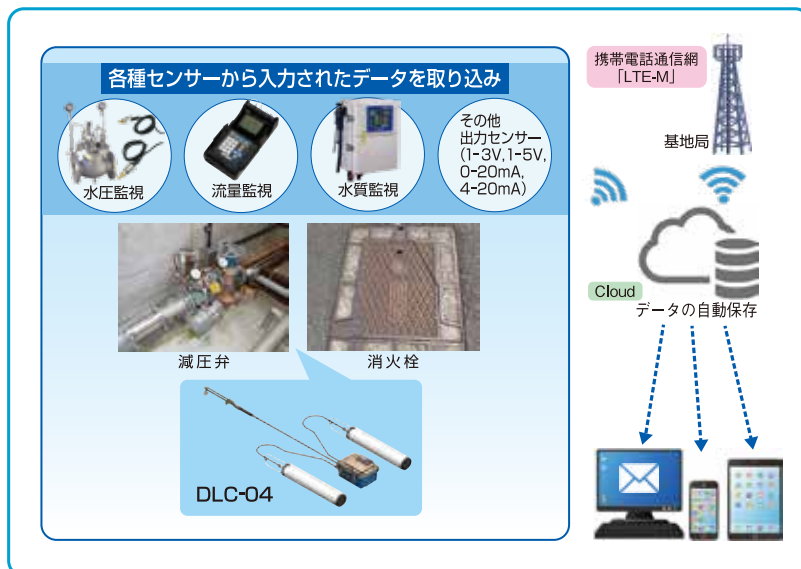 各種センサーから入力されたデータを取り込み
水圧監視
流量監視
水質監視
その他
出力センサー
(1-3V,1-5V,
0-20mA,
4-20mA)
減圧弁
消火栓
DLC-04
携帯電話通信網
「LTE-M」
基地局
Cloud
データの自動保存